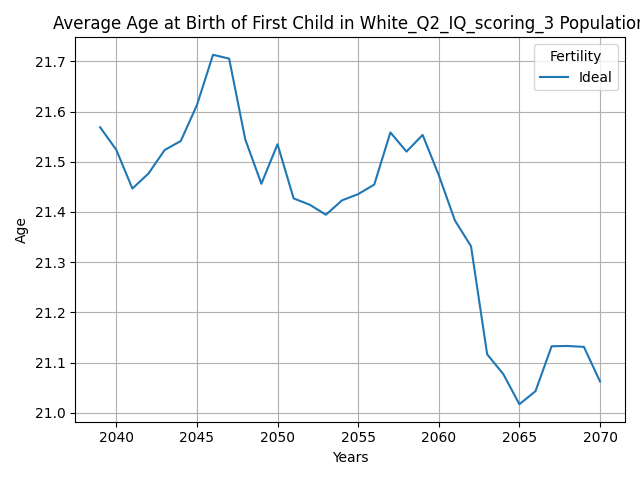 Average Age at Birth of First Child in White_Q2_IQ_scoring_3 Population
Fertility
Ideal
21.7
21.6
21.5
21.4
21.3
21.2
21.1
21.0
Age
2040 2045 2050 2055 2060 2065 2070
Years